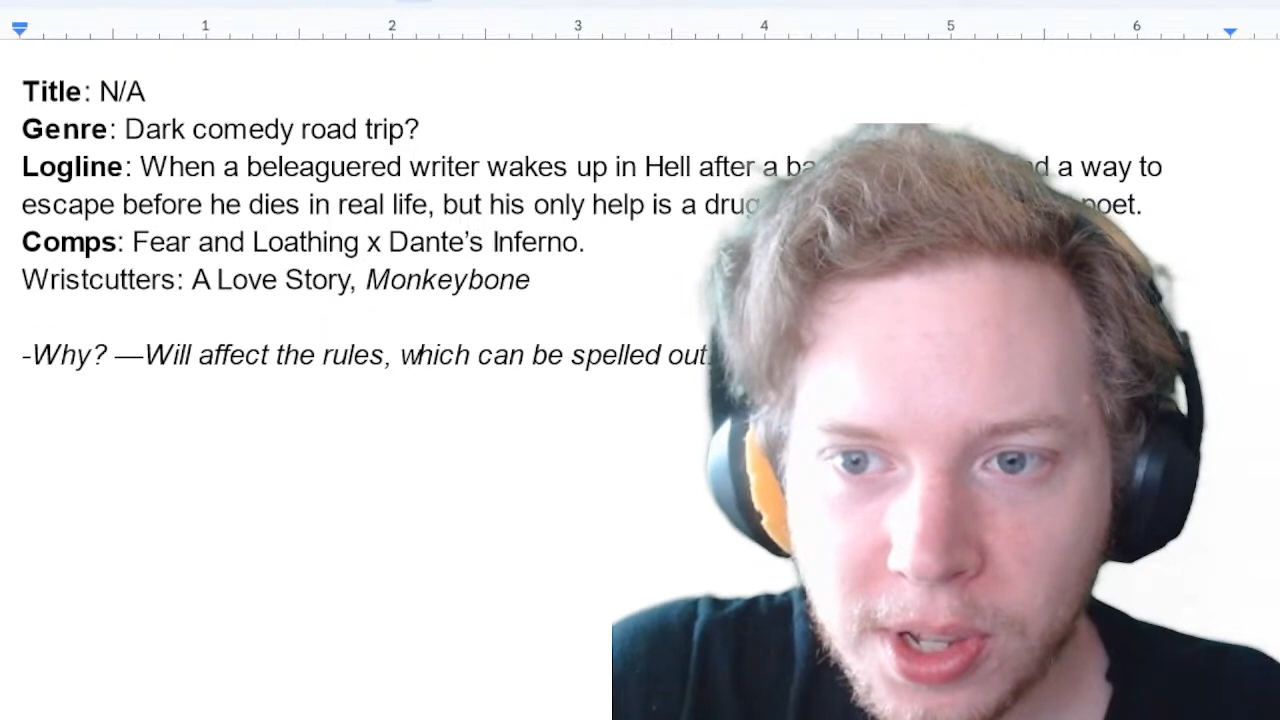 1 2 3 4 5 6
Title: N/A
Genre: Dark comedy road trip?
Logline: When a beleaguered writer wakes up in Hell after a a way to
escape before he dies in real life, but his only help is a poet.
Comps: Fear and Loathing x Dante’s Inferno.
Wristcutters: A Love Story, Monkeybone
-Why? —Will affect the rules, which can be spelled out.